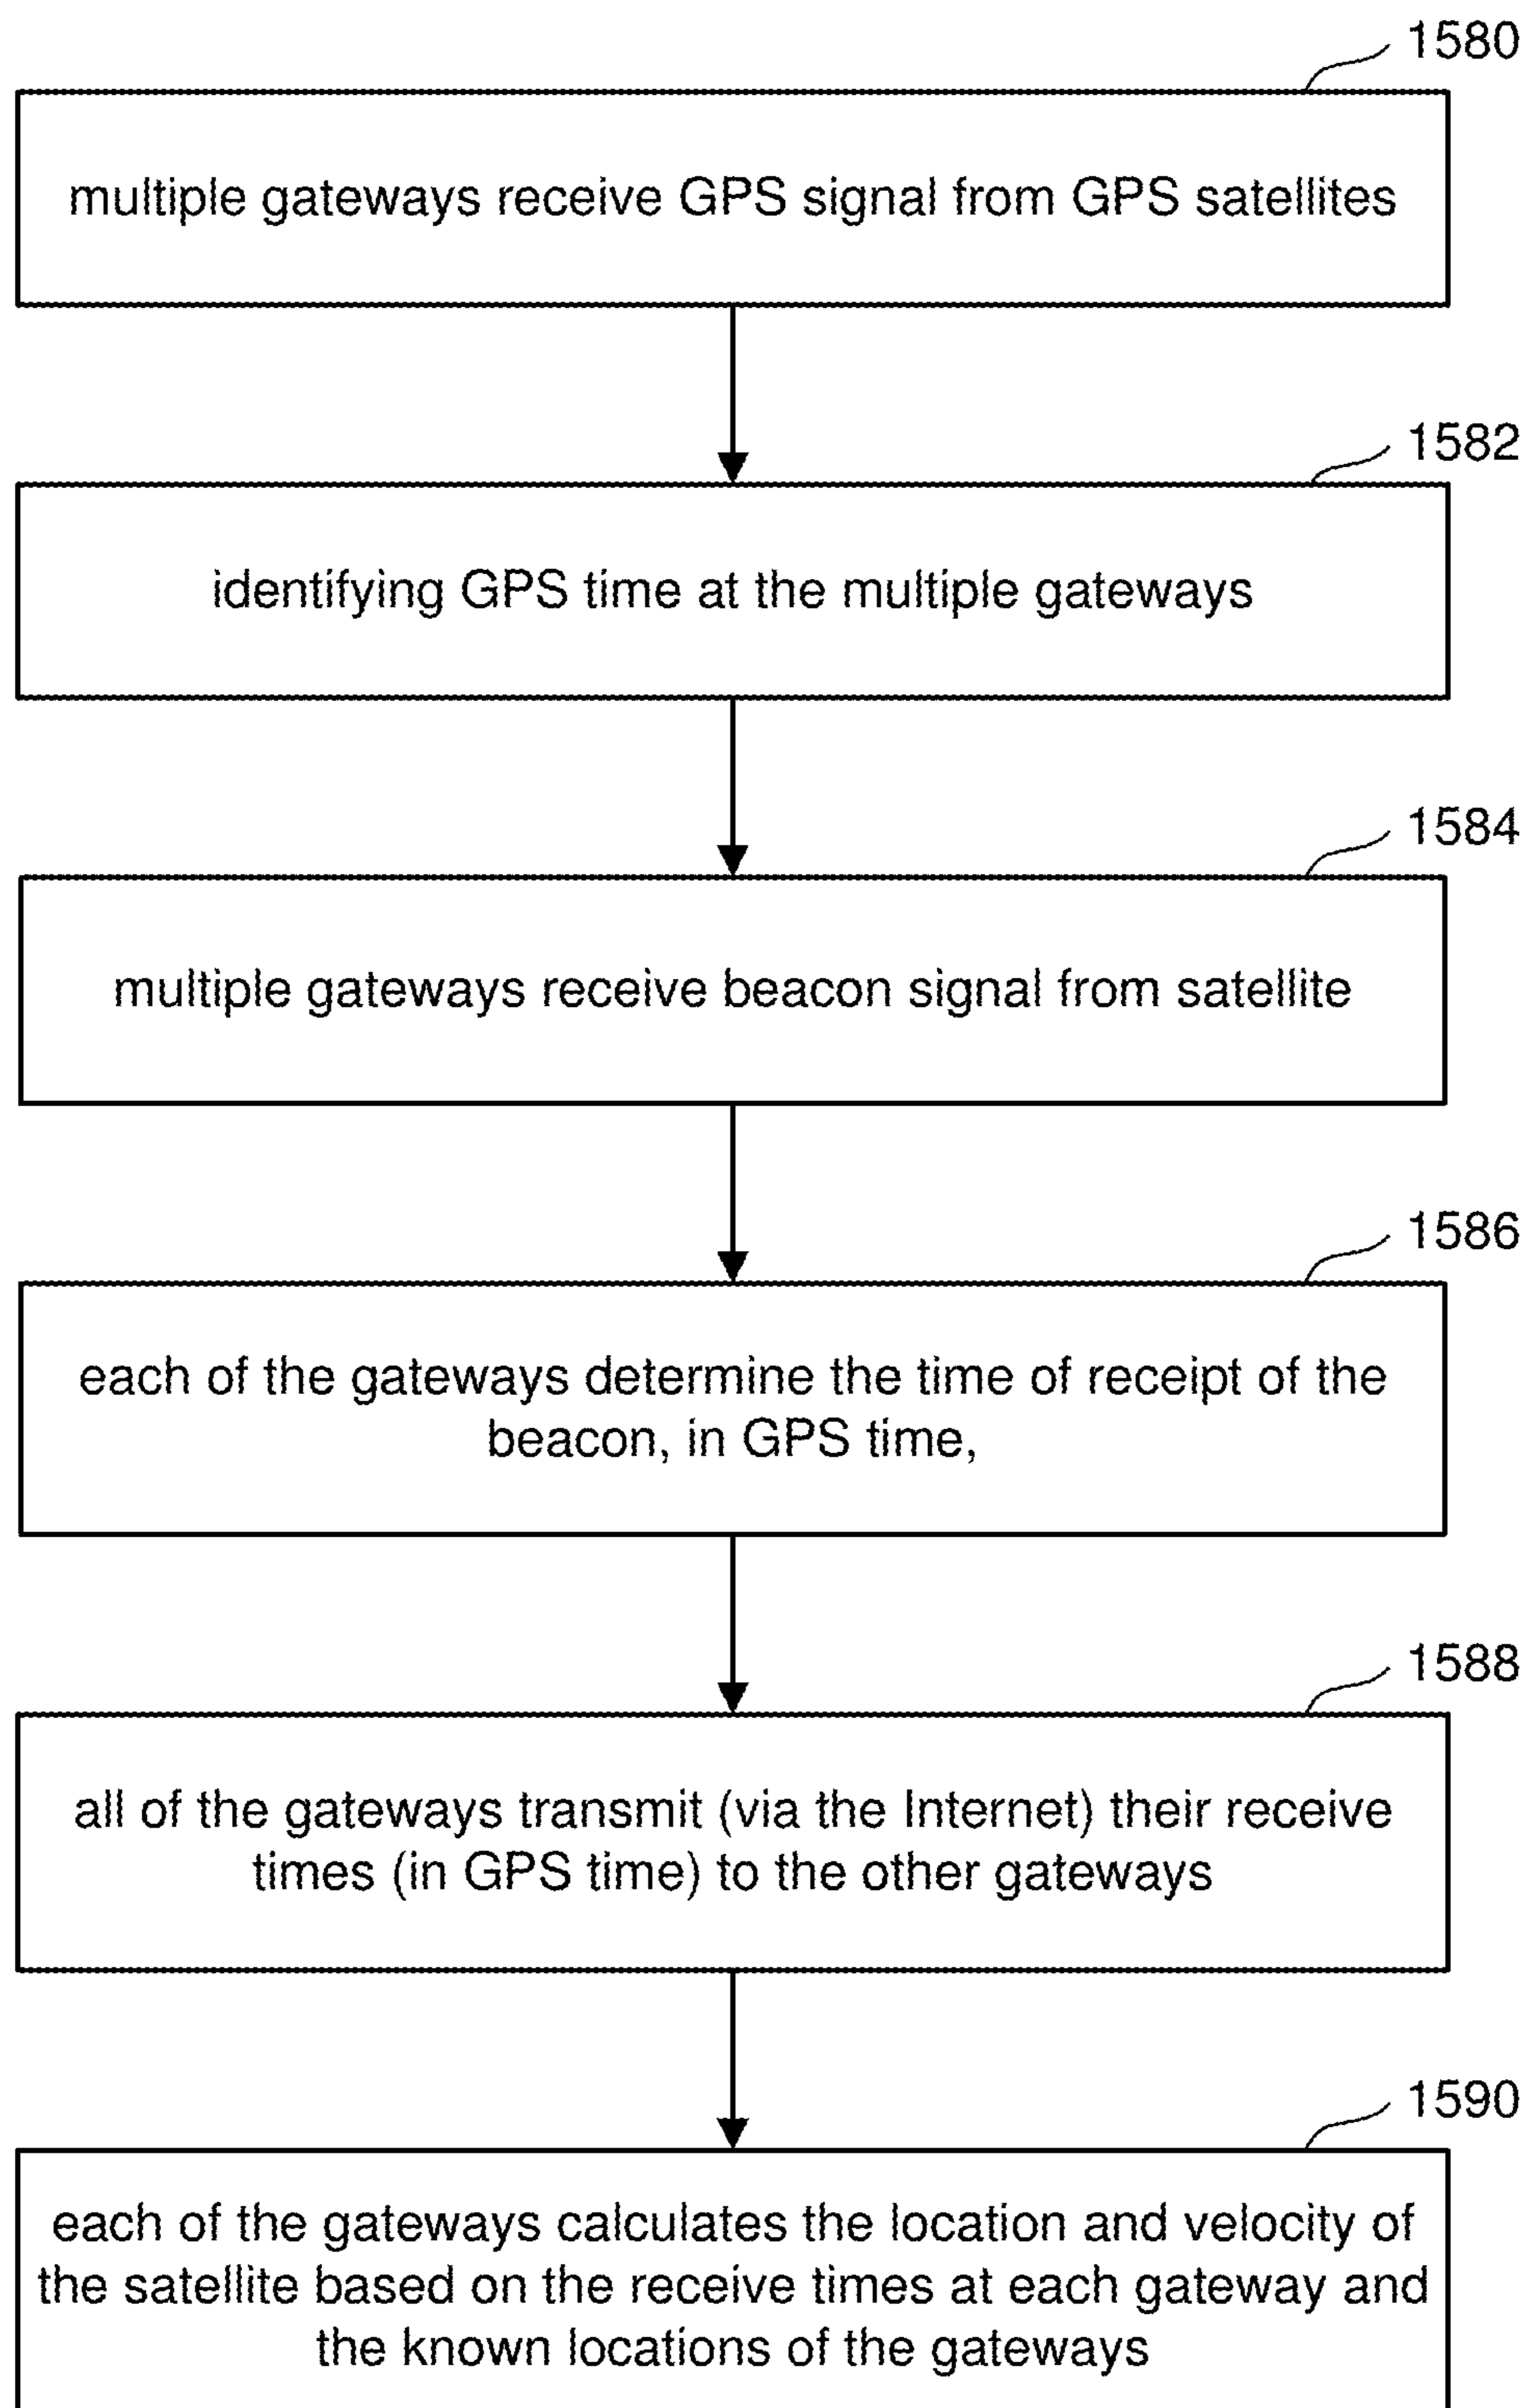 1580
multiple gateways receive GPS signal from GPS satellites
1582
identifying GPS time at the multiple gateways
1584
multiple gateways receive beacon signal from satellite
1586
each of the gateways determine the time of receipt of the
beacon, in GPS time,
1588
all of the gateways transmit (via the Internet) their receive
times (in GPS time) to the other gateways
1590
each of the gateways calculates the location and velocity of
the satellite based on the receive times at each gateway and
the known locations of the gateways